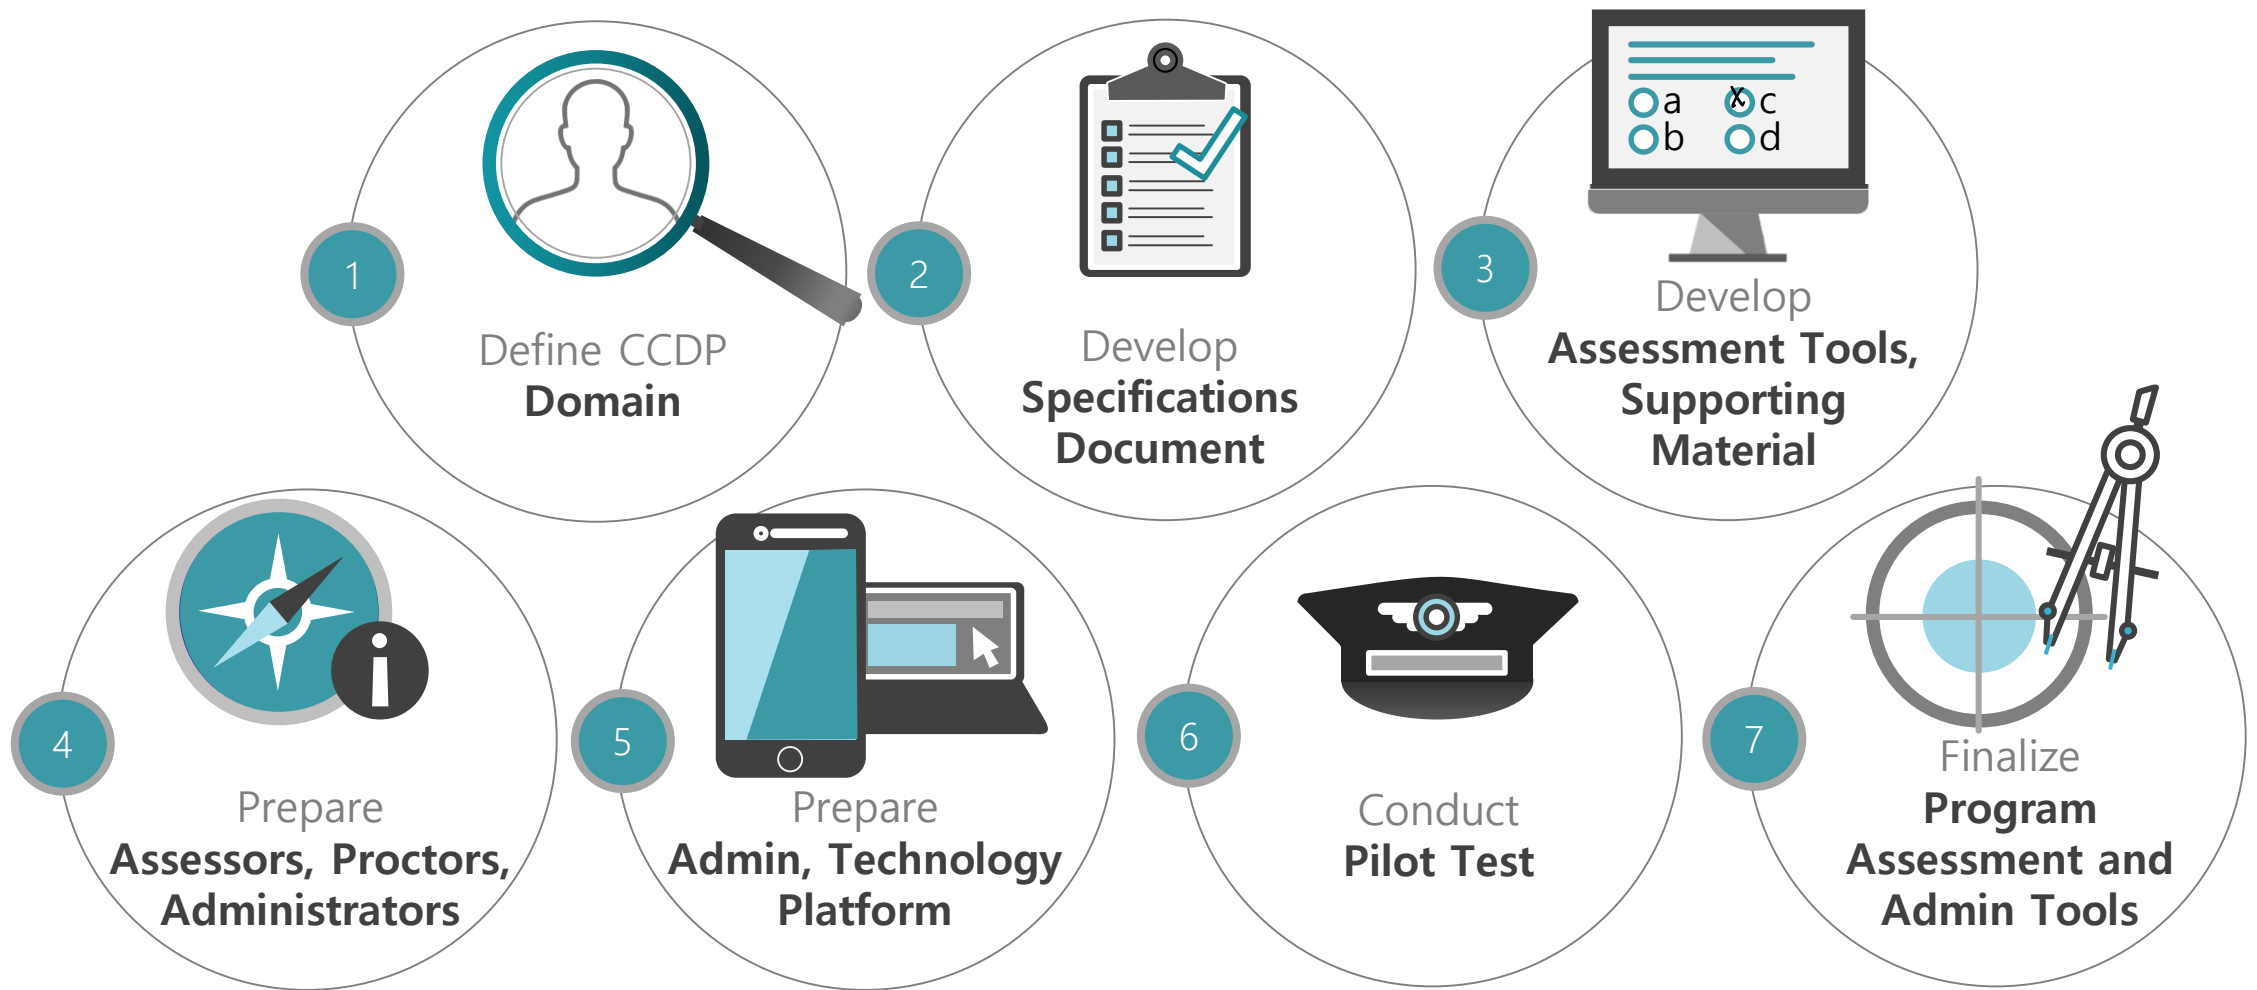 a
c
b
d
1
Define CCDP
Domain
2
Develop
Specifications
Document
3
Develop
Assessment Tools,
Supporting
Material
4
Prepare
Assessors, Proctors,
Administrators
5
Prepare
Admin, Technology
Platform
6
Conduct
Pilot Test
7
Finalize
Program
Assessment and
Admin Tools